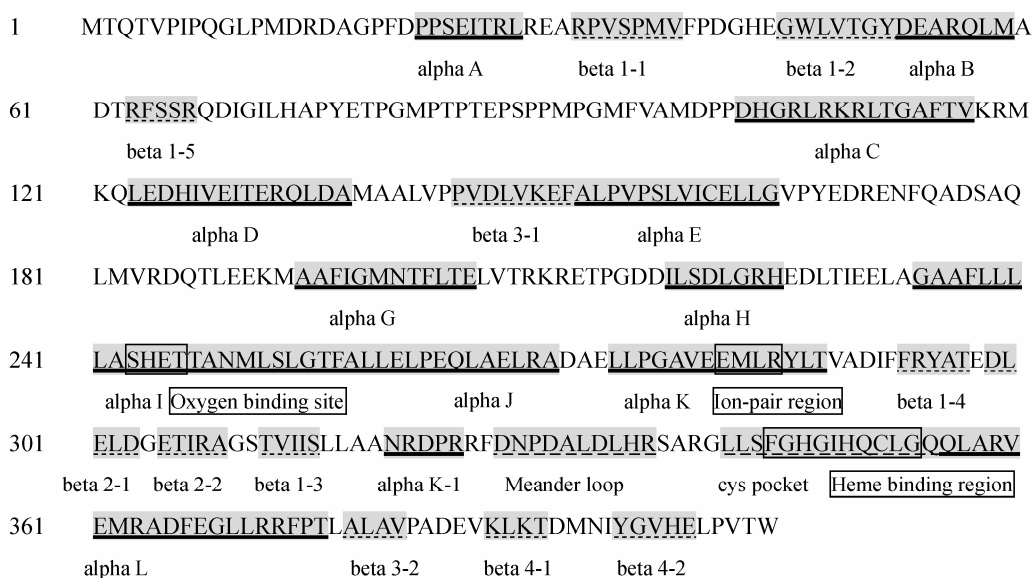 1 MTQTVPIPQGLPMDRDAGPFDPPSEITRLREARPVSPMVFPDGHEGWLVTGYDEARQLMA
alpha A beta 1-1 beta 1-2 alpha B
61 DTRFSSRQDIGILHAPYETPGMPTPTEPSPPMPGMFVAMDPPDHGRLRKRLTGAFTVKRM
beta 1-5 alpha C
121 KQLEDHIVEITERQLDAMAALVPPVDLVKEFALPVPSLVICELLGVPYEDRENFQADSAQ
alpha D beta 3-1 alpha E
181 LMVRDQTLEEKMAAFIGMNTFLTELVTRKRETPGDDILSDLGRHEDLTIEELAGAAFLLL
alpha G alpha H
241 LASHETTANMLSLGTFALLELPEQLAELRADAELLPGAVEEMLRYLTVADIFFRYATEDL
alpha I Oxygen binding site alpha J alpha K Ion-pair region beta 1-4
301 ELDGETIRAGSTVIISLLAANRDPRRFDNPDALDLHRSARGLLSFGHGIHQCLGQQLARV
beta 2-1 beta 2-2 beta 1-3 alpha K-1 Meander loop cys pocket Heme binding region
361 EMRADFEGLLRRFPTLALAVPADEVKLKTDMNIYGVHELPVTW
alpha L beta 3-2 beta 4-1 beta 4-2